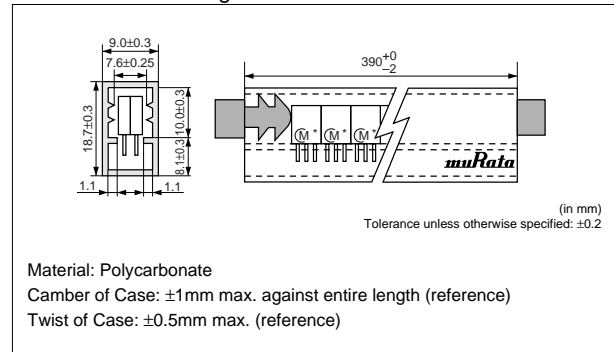 9.0±0.3
7.6±0.25
18.7±0.3
10.0±0.3
8.1±0.3
1.1
1.1
390+0
–2
M * M * M *
muRata
(in mm)
Tolerance unless otherwise specified: ±0.2
Material: Polycarbonate
Camber of Case: ±1mm max. against entire length (reference)
Twist of Case: ±0.5mm max. (reference)